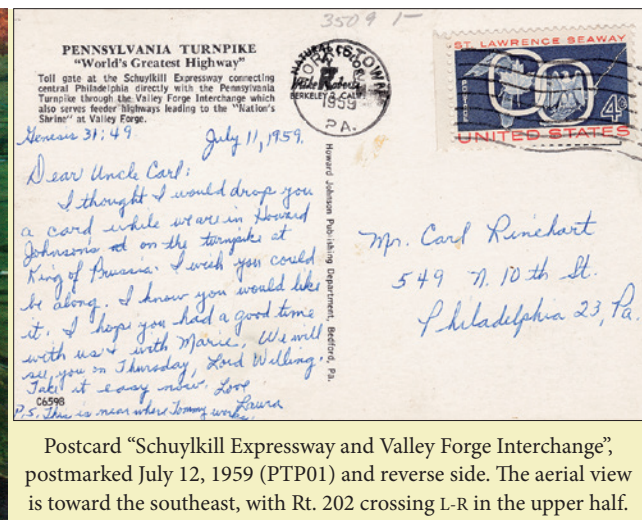 3509 1-
PENNSYLVANIA TURNPIKE
“World's Greatest Highway”
Toll gate at the Schuylkill Expressway connecting
central Philadelphia directly with the Pennsylvania
Turnpike through the Valley Forge Interchange which
also serves feeder highways leading to the “Nation's
Shrine” at Valley Forge.
Genesis 31:49.
July 11, 1959.
Dear Uncle Carl:
I thought I would drop you
a card while we are in Howard
Johnson's on the turnpike at
King of Prussia. I wish you could
be along. I know you would like
it. I hope you had a good time
with us & with Marie. We will
see you on Thursday, Lord Willing.
Take it easy now. Love
Laura
C6598
P.S. This is near where Tommy works.
NATURAL COLOR
Mike Roberts
BERKELEY 2, CALIF.
1959
PA.
Howard Johnson Publishing Department, Bedford, Pa.
ST. LAWRENCE SEAWAY
4¢
UNITED STATES
Mr. Carl Rinehart
549 N. 10th St.
Philadelphia 23, Pa.
Postcard “Schuylkill Expressway and Valley Forge Interchange”,
postmarked July 12, 1959 (PTP01) and reverse side. The aerial view
is toward the southeast, with Rt. 202 crossing L-R in the upper half.